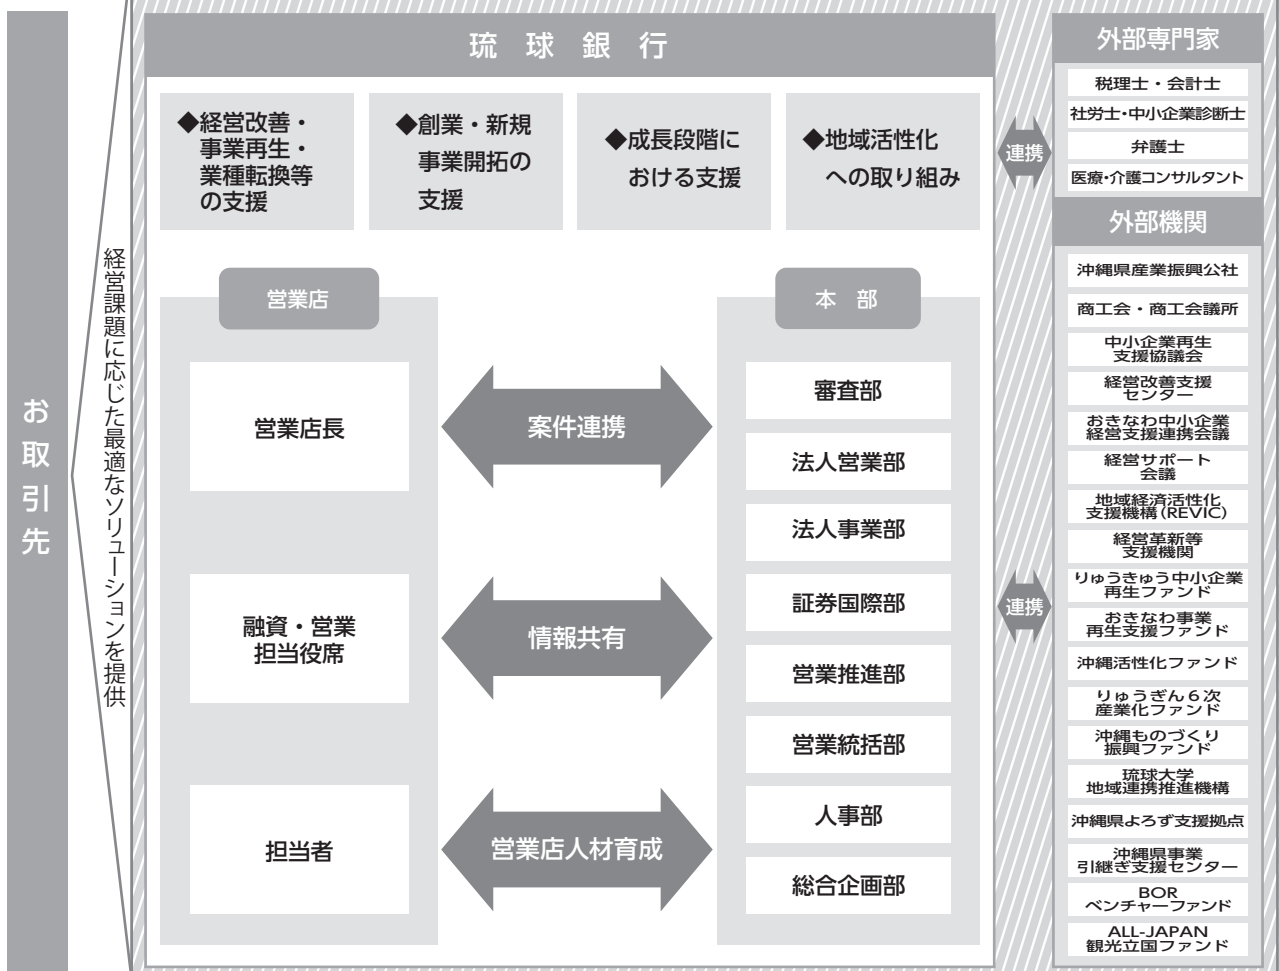 お取引先
経営課題に応じた最適なソリューションを提供
琉球銀行
◆経営改善・
事業再生・
業種転換等
の支援
◆創業・新規
事業開拓の
支援
◆成長段階に
おける支援
◆地域活性化
への取り組み
営業店
営業店長
融資・営業
担当役席
担当者
案件連携
情報共有
営業店人材育成
本部
審査部
法人営業部
法人事業部
証券国際部
営業推進部
営業統括部
人事部
総合企画部
連携
連携
外部専門家
税理士・会計士
社労士・中小企業診断士
弁護士
医療・介護コンサルタント
外部機関
沖縄県産業振興公社
商工会・商工会議所
中小企業再生
支援協議会
経営改善支援
センター
おきなわ中小企業
経営支援連携会議
経営サポート
会議
地域経済活性化
支援機構(REVIC)
経営革新等
支援機関
りゅうきゅう中小企業
再生ファンド
おきなわ事業
再生支援ファンド
沖縄活性化ファンド
りゅうぎん6次
産業化ファンド
沖縄ものづくり
振興ファンド
琉球大学
地域連携推進機構
沖縄県よろず支援拠点
沖縄県事業
引継ぎ支援センター
BOR
ベンチャーファンド
ALL-JAPAN
観光立国ファンド